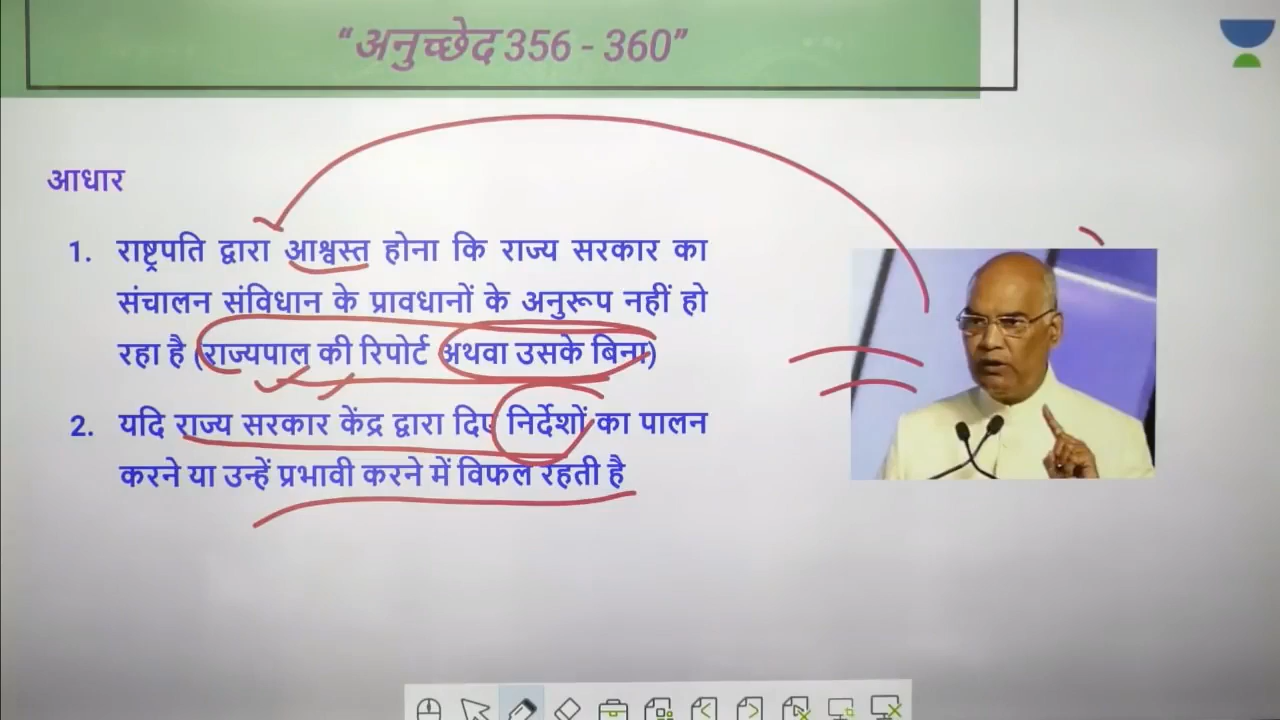 “अनुच्छेद 356 - 360”
आधार
1. राष्ट्रपति द्वारा आश्वस्त होना कि राज्य सरकार का
संचालन संविधान के प्रावधानों के अनुरूप नहीं हो
रहा है (राज्यपाल की रिपोर्ट अथवा उसके बिना)
2. यदि राज्य सरकार केंद्र द्वारा दिए निर्देशों का पालन
करने या उन्हें प्रभावी करने में विफल रहती है